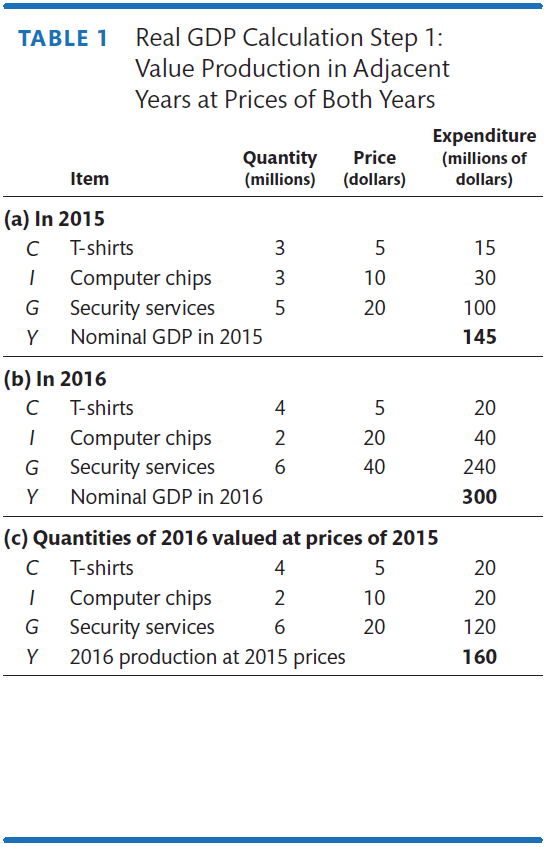 TABLE 1 Real GDP Calculation Step 1:
Value Production in Adjacent
Years at Prices of Both Years
Item Quantity (millions) Price (dollars) Expenditure (millions of dollars)
(a) In 2015
C T-shirts 3 5 15
I Computer chips 3 10 30
G Security services 5 20 100
Y Nominal GDP in 2015 145
(b) In 2016
C T-shirts 4 5 20
I Computer chips 2 20 40
G Security services 6 40 240
Y Nominal GDP in 2016 300
(c) Quantities of 2016 valued at prices of 2015
C T-shirts 4 5 20
I Computer chips 2 10 20
G Security services 6 20 120
Y 2016 production at 2015 prices 160